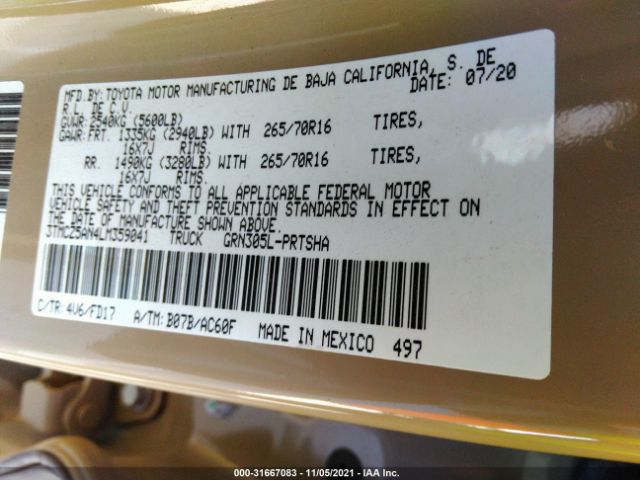 MFD.BY: TOYOTA MOTOR MANUFACTURING DE BAJA CALIFORNIA, S. DE
R.L. DE C.V. DATE: 07/20
GVWR 2540KG (5600LB)
GAWR: FRT. 1335KG (2940LB) WITH 265/70R16 TIRES,
16X7J RIMS,
RR. 1490KG (3280LB) WITH 265/70R16 TIRES,
16X7J RIMS.
THIS VEHICLE CONFORMS TO ALL APPLICABLE FEDERAL MOTOR
VEHICLE SAFETY AND THEFT PREVENTION STANDARDS IN EFFECT ON
THE DATE OF MANUFACTURE SHOWN ABOVE.
3TMCZ5AN4LM359041 TRUCK GRN305L-PRTSHA
C/TR: 4V6/FD17 A/TM: B07B/AC60F MADE IN MEXICO 497
000-31667083 — 11/05/2021 — IAA Inc.